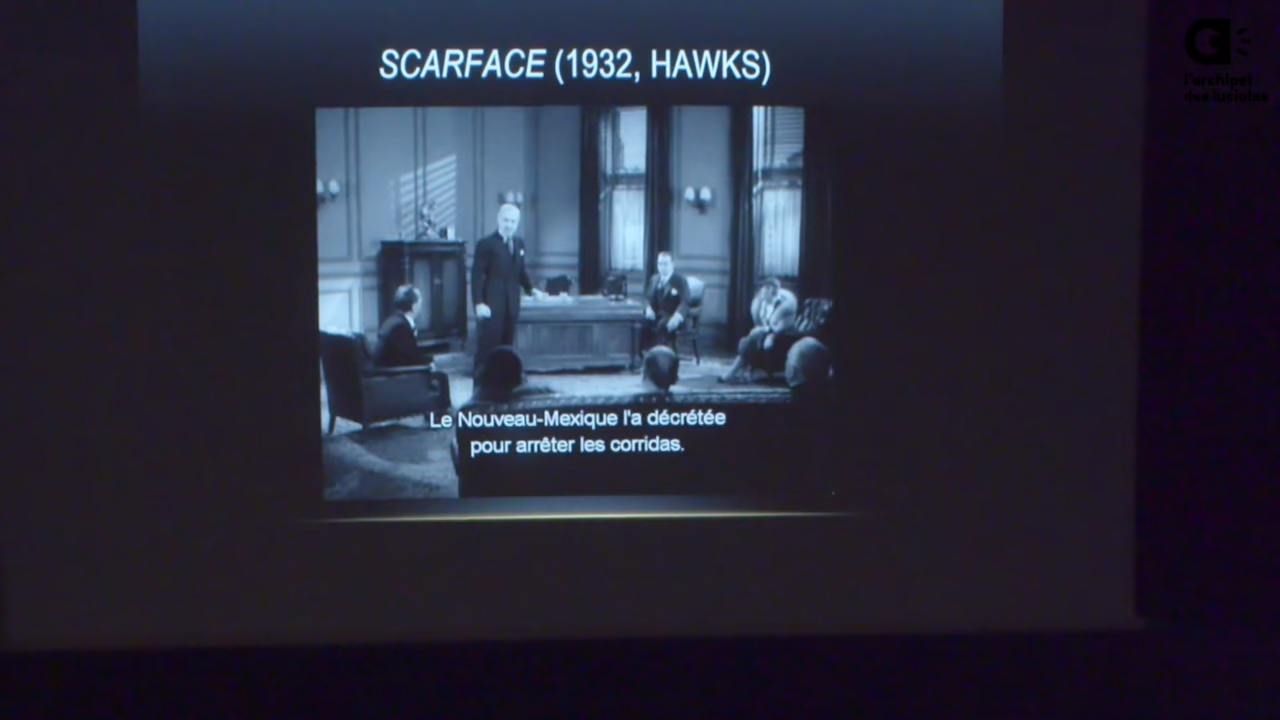 SCARFACE (1932, HAWKS)
l'archipel
des lucioles
Le Nouveau-Mexique l'a décrétée
pour arrêter les corridas.